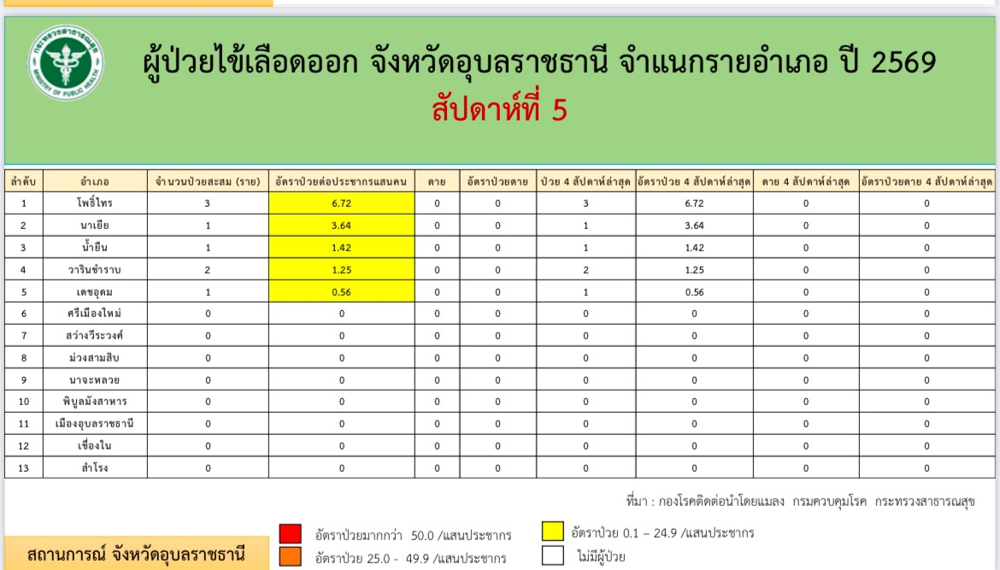 กระทรวงสาธารณสุข
MINISTRY OF PUBLIC HEALTH
ผู้ป่วยไข้เลือดออก จังหวัดอุบลราชธานี จำแนกรายอำเภอ ปี 2569
สัปดาห์ที่ 5
ลำดับ อำเภอ จำนวนป่วยสะสม (ราย) อัตราป่วยต่อประชากรแสนคน ตาย อัตราป่วยตาย ป่วย 4 สัปดาห์ล่าสุด อัตราป่วย 4 สัปดาห์ล่าสุด ตาย 4 สัปดาห์ล่าสุด อัตราป่วยตาย 4 สัปดาห์ล่าสุด
1 โพธิ์ไทร 3 6.72 0 0 3 6.72 0 0
2 นาเยีย 1 3.64 0 0 1 3.64 0 0
3 น้ำยืน 1 1.42 0 0 1 1.42 0 0
4 วารินชำราบ 2 1.25 0 0 2 1.25 0 0
5 เดชอุดม 1 0.56 0 0 1 0.56 0 0
6 ศรีเมืองใหม่ 0 0 0 0 0 0 0 0
7 สว่างวีระวงศ์ 0 0 0 0 0 0 0 0
8 ม่วงสามสิบ 0 0 0 0 0 0 0 0
9 นาจะหลวย 0 0 0 0 0 0 0 0
10 พิบูลมังสาหาร 0 0 0 0 0 0 0 0
11 เมืองอุบลราชธานี 0 0 0 0 0 0 0 0
12 เขื่องใน 0 0 0 0 0 0 0 0
13 สำโรง 0 0 0 0 0 0 0 0
ที่มา : กองโรคติดต่อนำโดยแมลง กรมควบคุมโรค กระทรวงสาธารณสุข
อัตราป่วยมากกว่า 50.0 /แสนประชากร อัตราป่วย 0.1 – 24.9 /แสนประชากร
สถานการณ์ จังหวัดอุบลราชธานี อัตราป่วย 25.0 - 49.9 /แสนประชากร ไม่มีผู้ป่วย